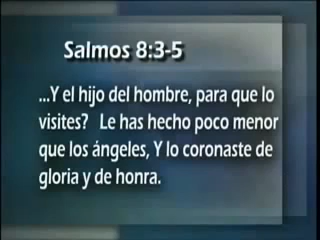 Salmos 8:3-5
...Y el hijo del hombre, para que lo
visites? Le has hecho poco menor
que los ángeles, Y lo coronaste de
gloria y de honra.